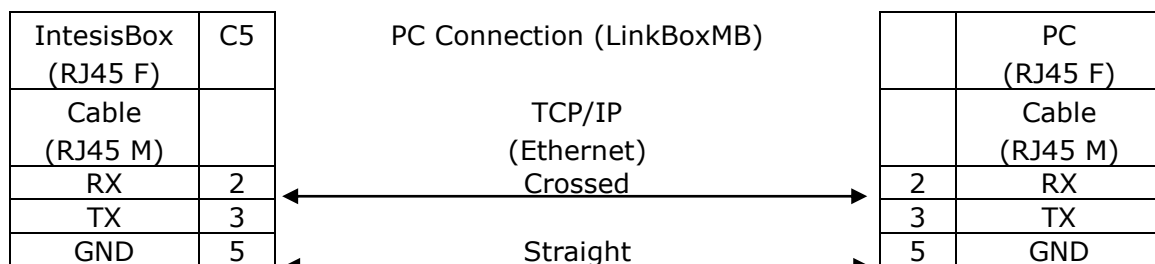 IntesisBox C5 PC Connection (LinkBoxMB) PC
(RJ45 F) (RJ45 F)
Cable TCP/IP Cable
(RJ45 M) (Ethernet) (RJ45 M)
RX 2 Crossed 2 RX
TX 3 3 TX
GND 5 Straight 5 GND